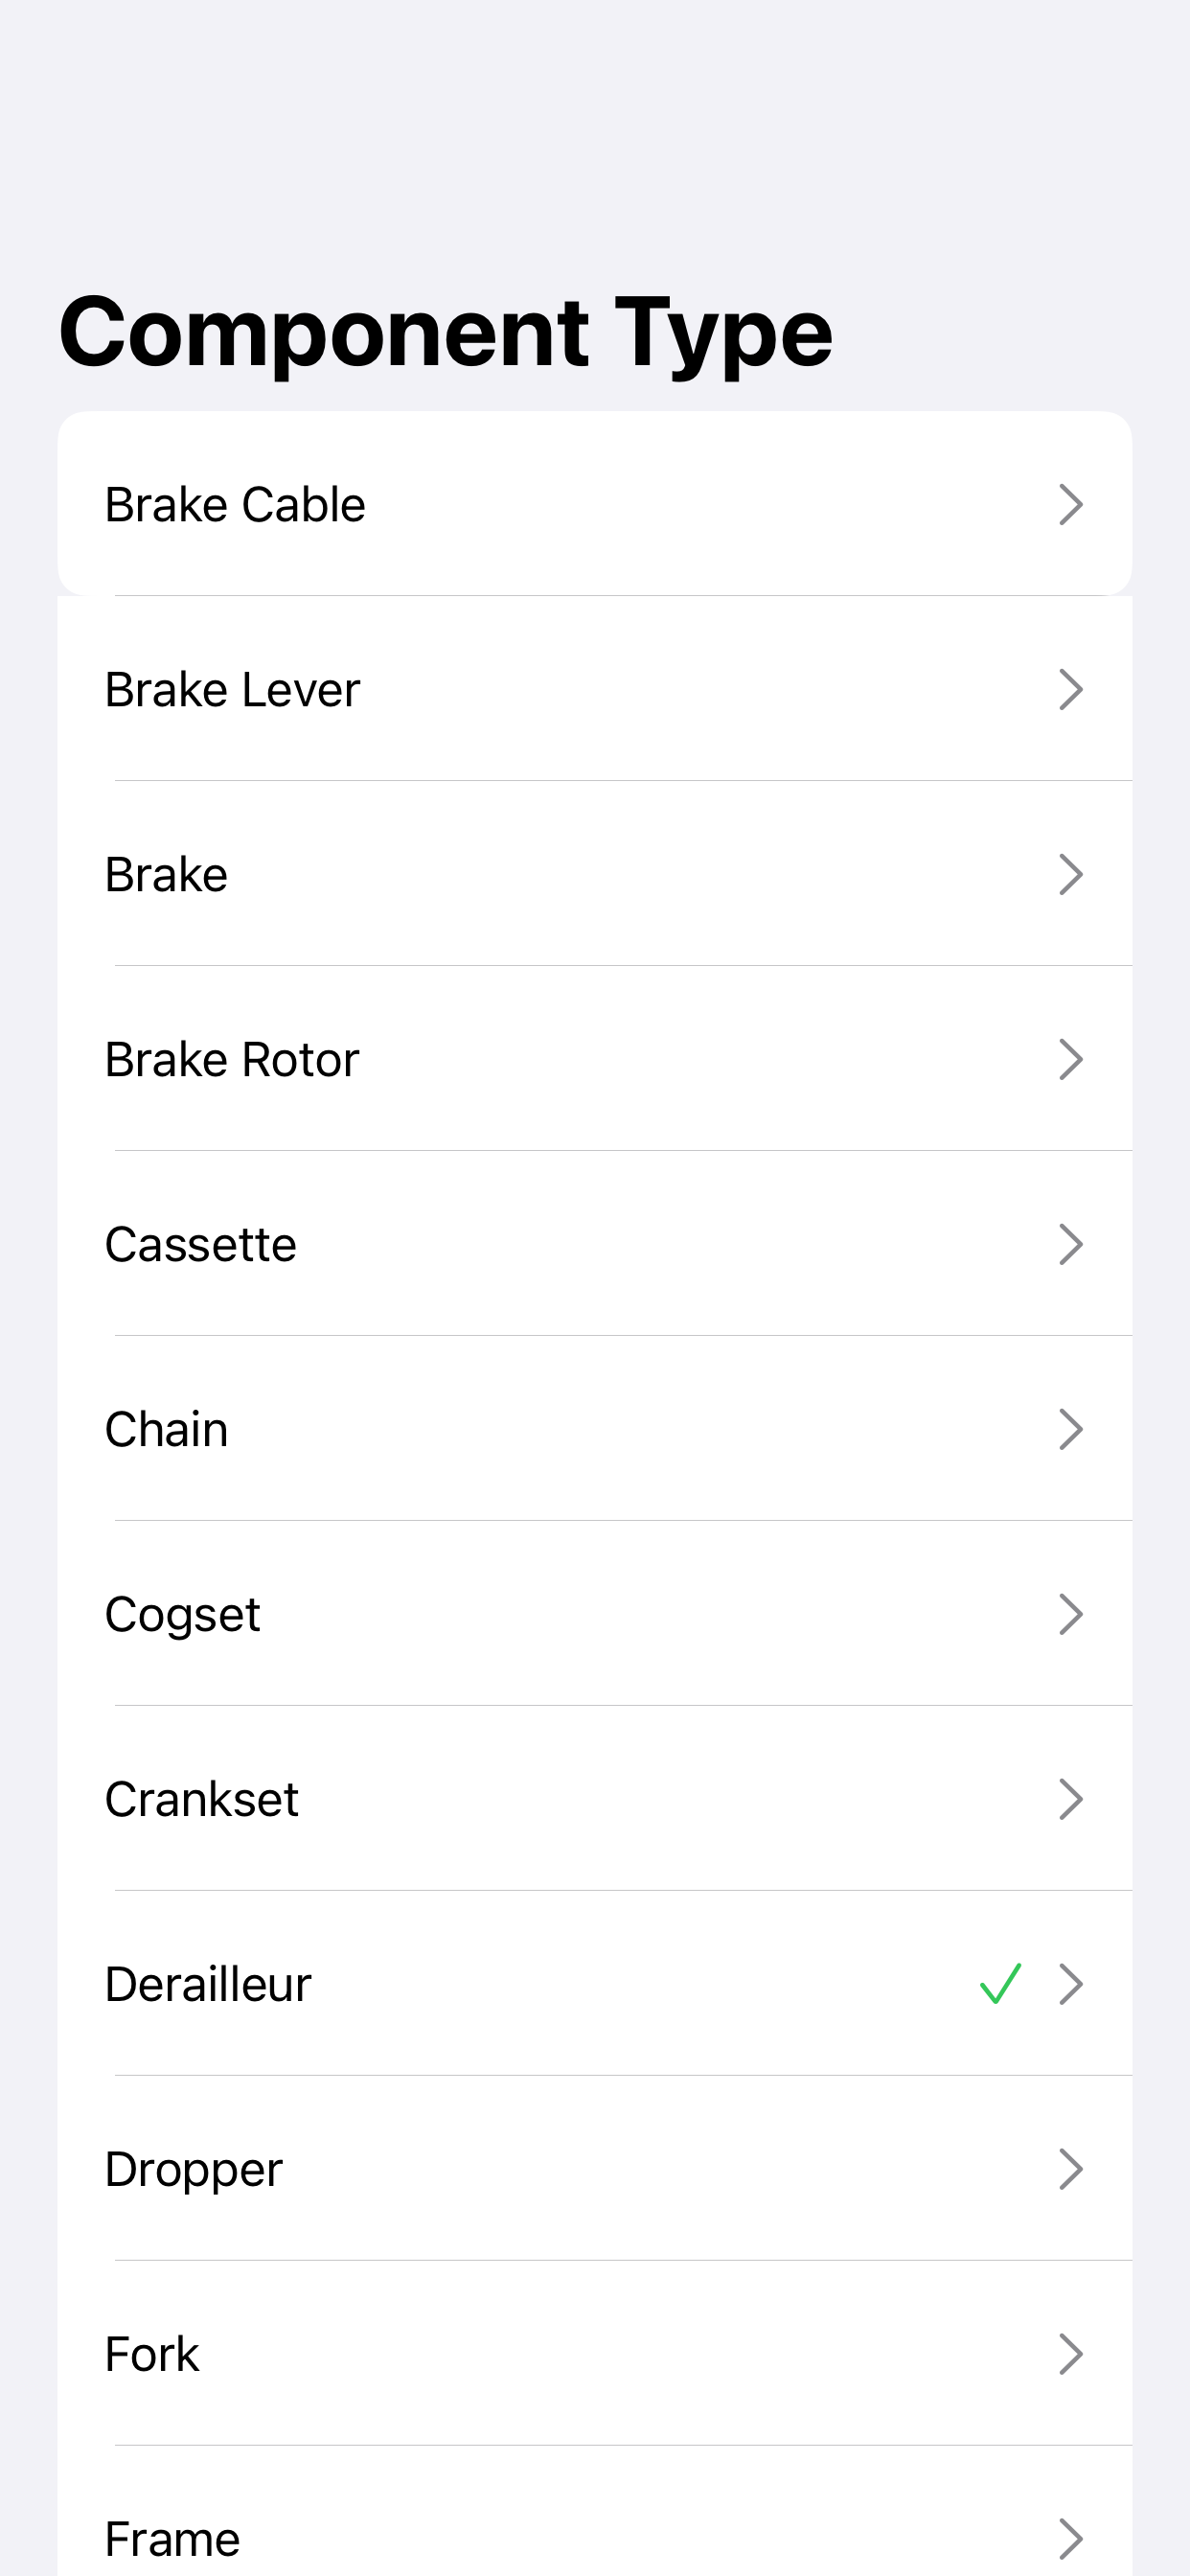 Component Type
Brake Cable
Brake Lever
Brake
Brake Rotor
Cassette
Chain
Cogset
Crankset
Derailleur
Dropper
Fork
Frame